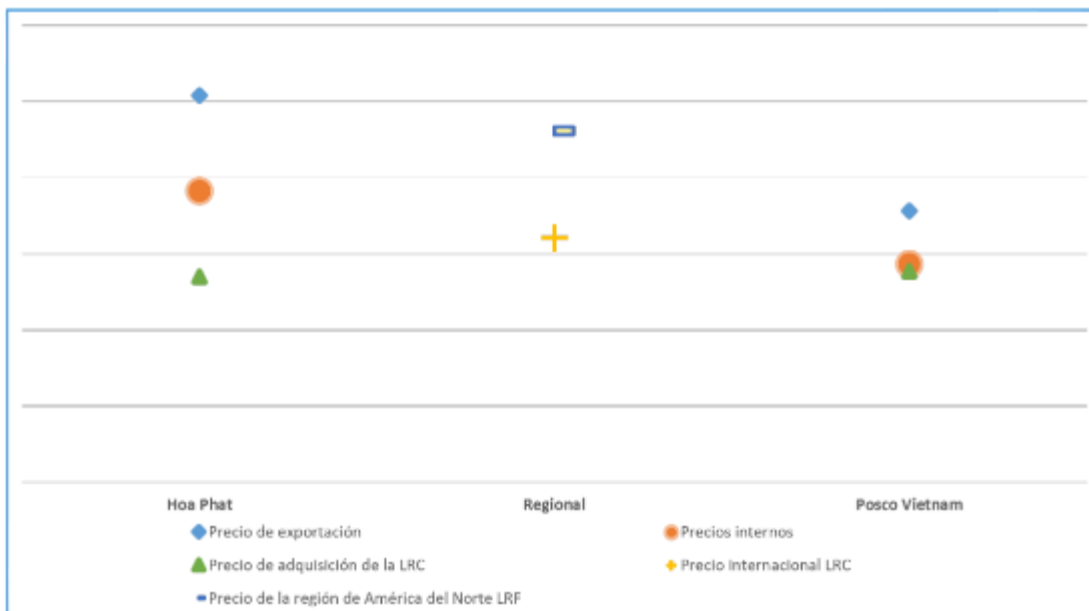 Hoa Phat Regional Posco Vietnam
Precio de exportación Precios internos
Precio de adquisición de la LRC Precio internacional LRC
Precio de la región de América del Norte LRF